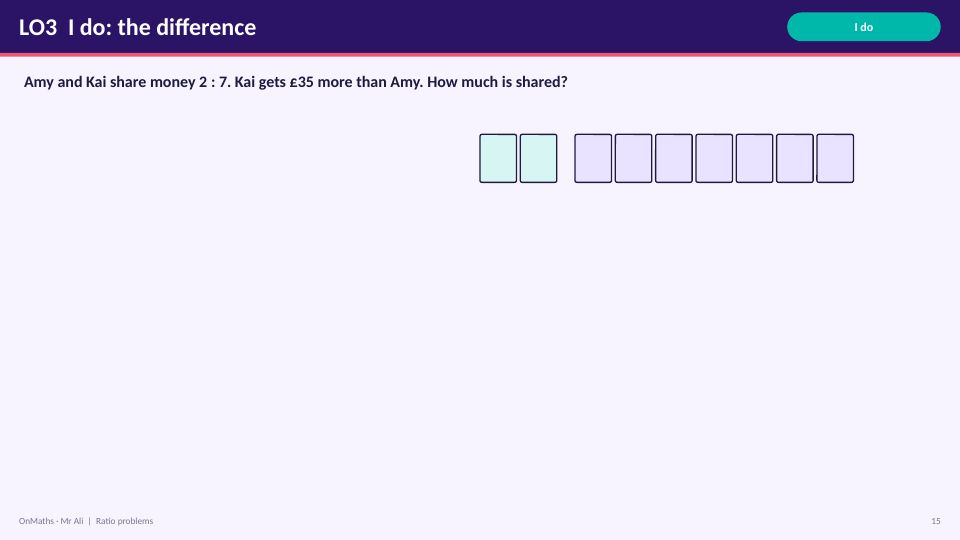 LO3  I do: the difference
I do
Amy and Kai share money 2 : 7. Kai gets £35 more than Amy. How much is shared?
OnMaths - Mr Ali  |  Ratio problems
15